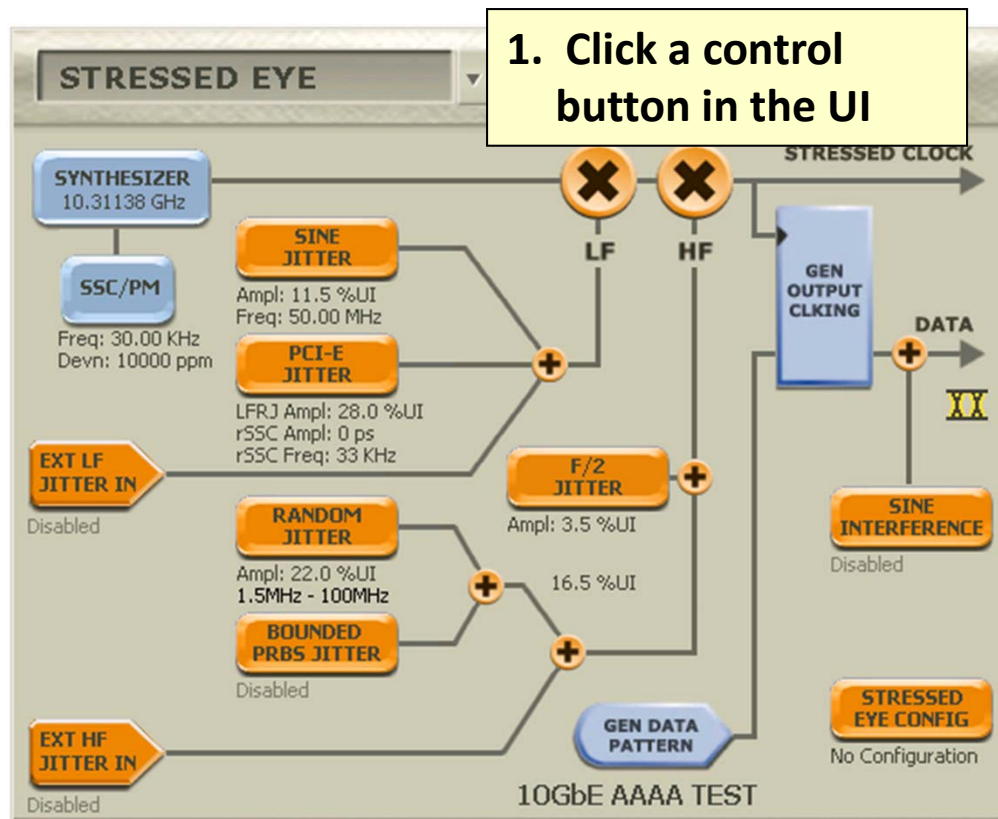 STRESSED EYE
1. Click a control
button in the UI
SYNTHESIZER
10.31138 GHz
STRESSED CLOCK
SSC/PM
Freq: 30.00 KHz
Devn: 10000 ppm
SINE
JITTER
Ampl: 11.5 %UI
Freq: 50.00 MHz
LF
HF
GEN
OUTPUT
CLKING
DATA
PCI-E
JITTER
LFRJ Ampl: 28.0 %UI
rSSC Ampl: 0 ps
rSSC Freq: 33 KHz
EXT LF
JITTER IN
Disabled
F/2
JITTER
Ampl: 3.5 %UI
SINE
INTERFERENCE
Disabled
RANDOM
JITTER
Ampl: 22.0 %UI
1.5MHz - 100MHz
16.5 %UI
BOUNDED
PRBS JITTER
Disabled
EXT HF
JITTER IN
Disabled
GEN DATA
PATTERN
10GbE AAAA TEST
STRESSED
EYE CONFIG
No Configuration